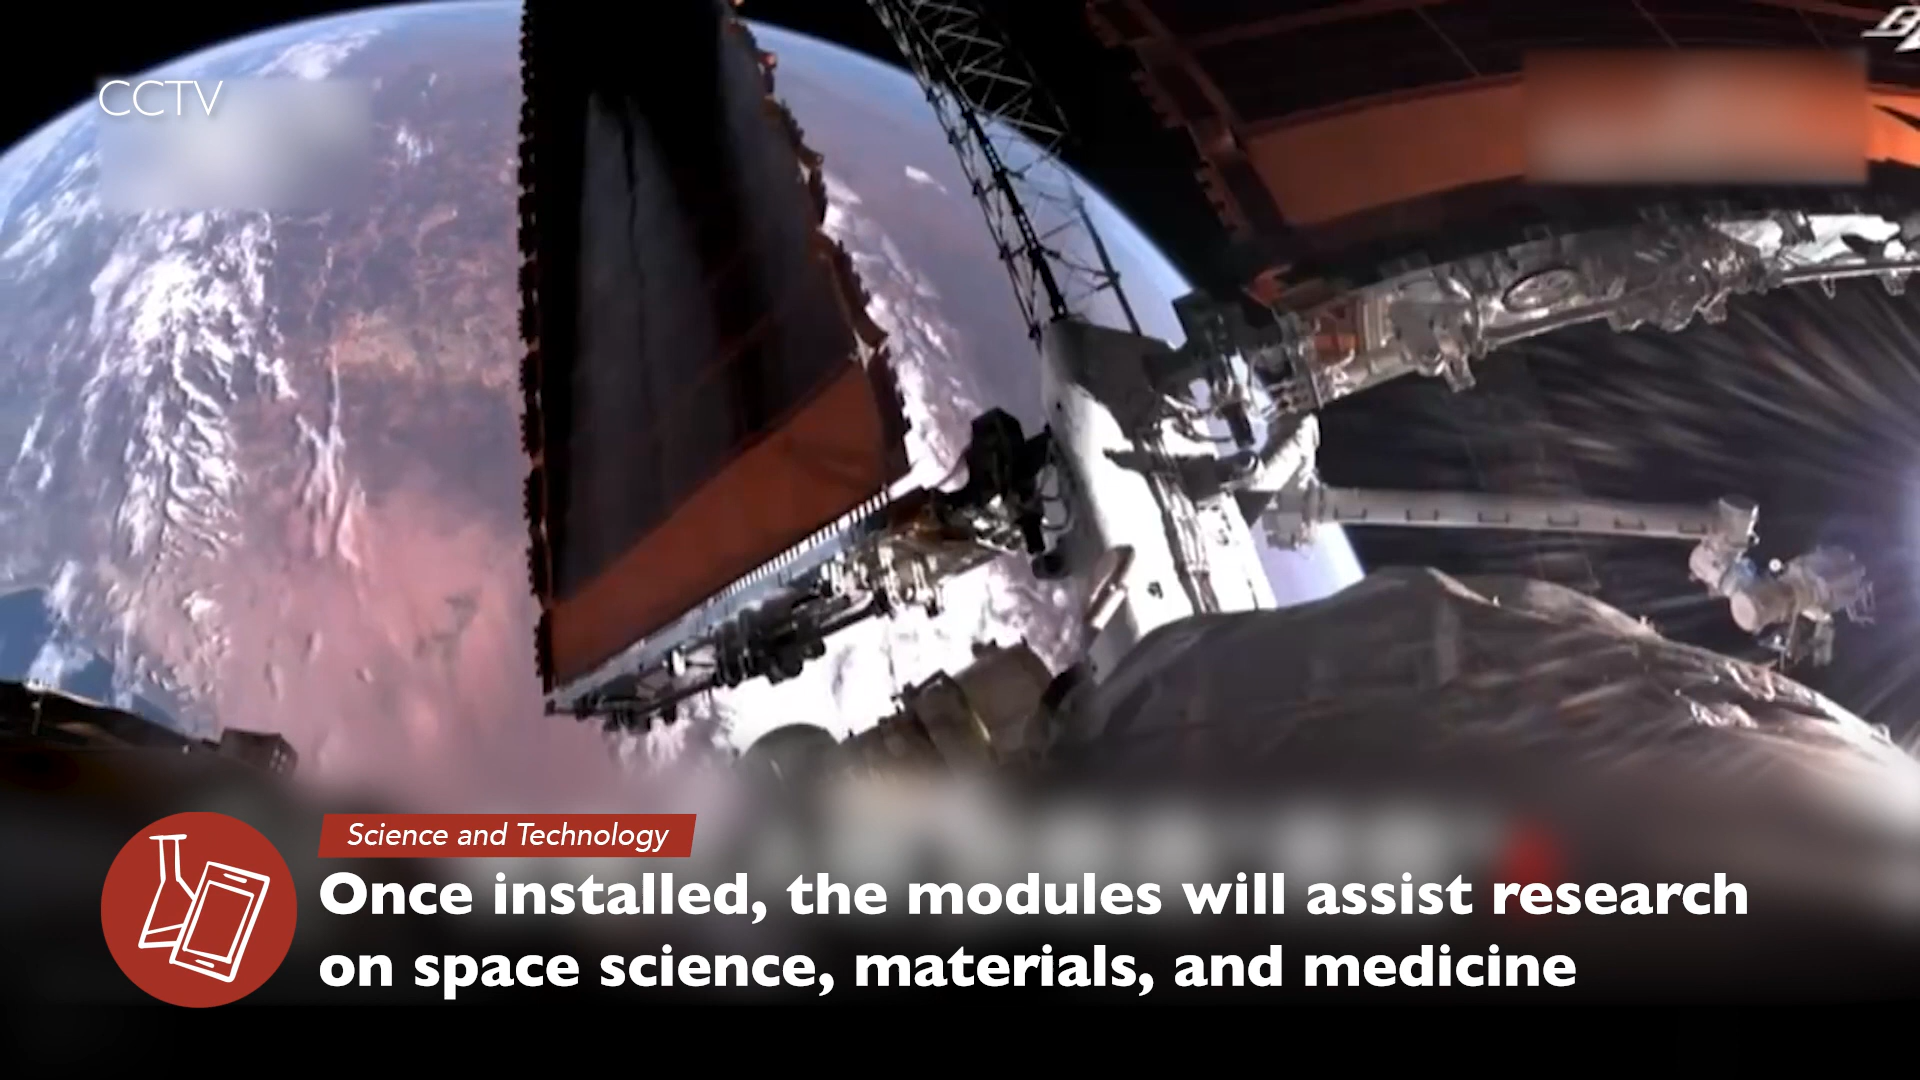 CCTV
Science and Technology
Once installed, the modules will assist research
on space science, materials, and medicine